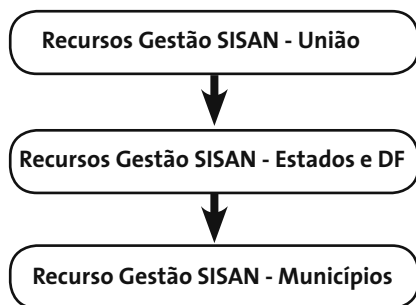 Recursos Gestão SISAN - União
Recursos Gestão SISAN - Estados e DF
Recurso Gestão SISAN - Municípios